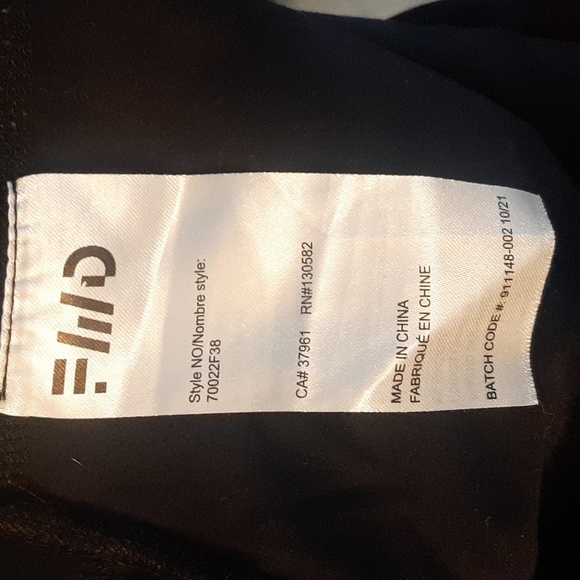 FWD
Style NO/Nombre style:
70022F38
CA# 37961 RN#130582
MADE IN CHINA
FABRIQUÉ EN CHINE
BATCH CODE #: 911148-002 10/21